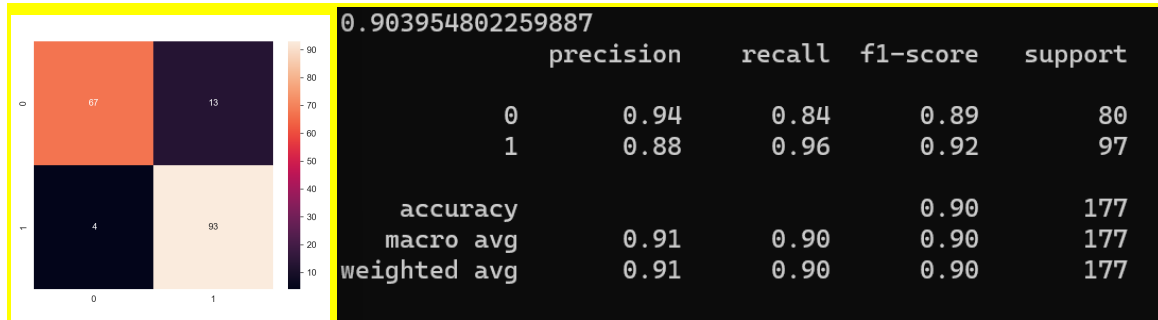 67 13
4 93
0
1
0 1
90
80
70
60
50
40
30
20
10
0.903954802259887
precision recall f1-score support
0 0.94 0.84 0.89 80
1 0.88 0.96 0.92 97
accuracy 0.90 177
macro avg 0.91 0.90 0.90 177
weighted avg 0.91 0.90 0.90 177